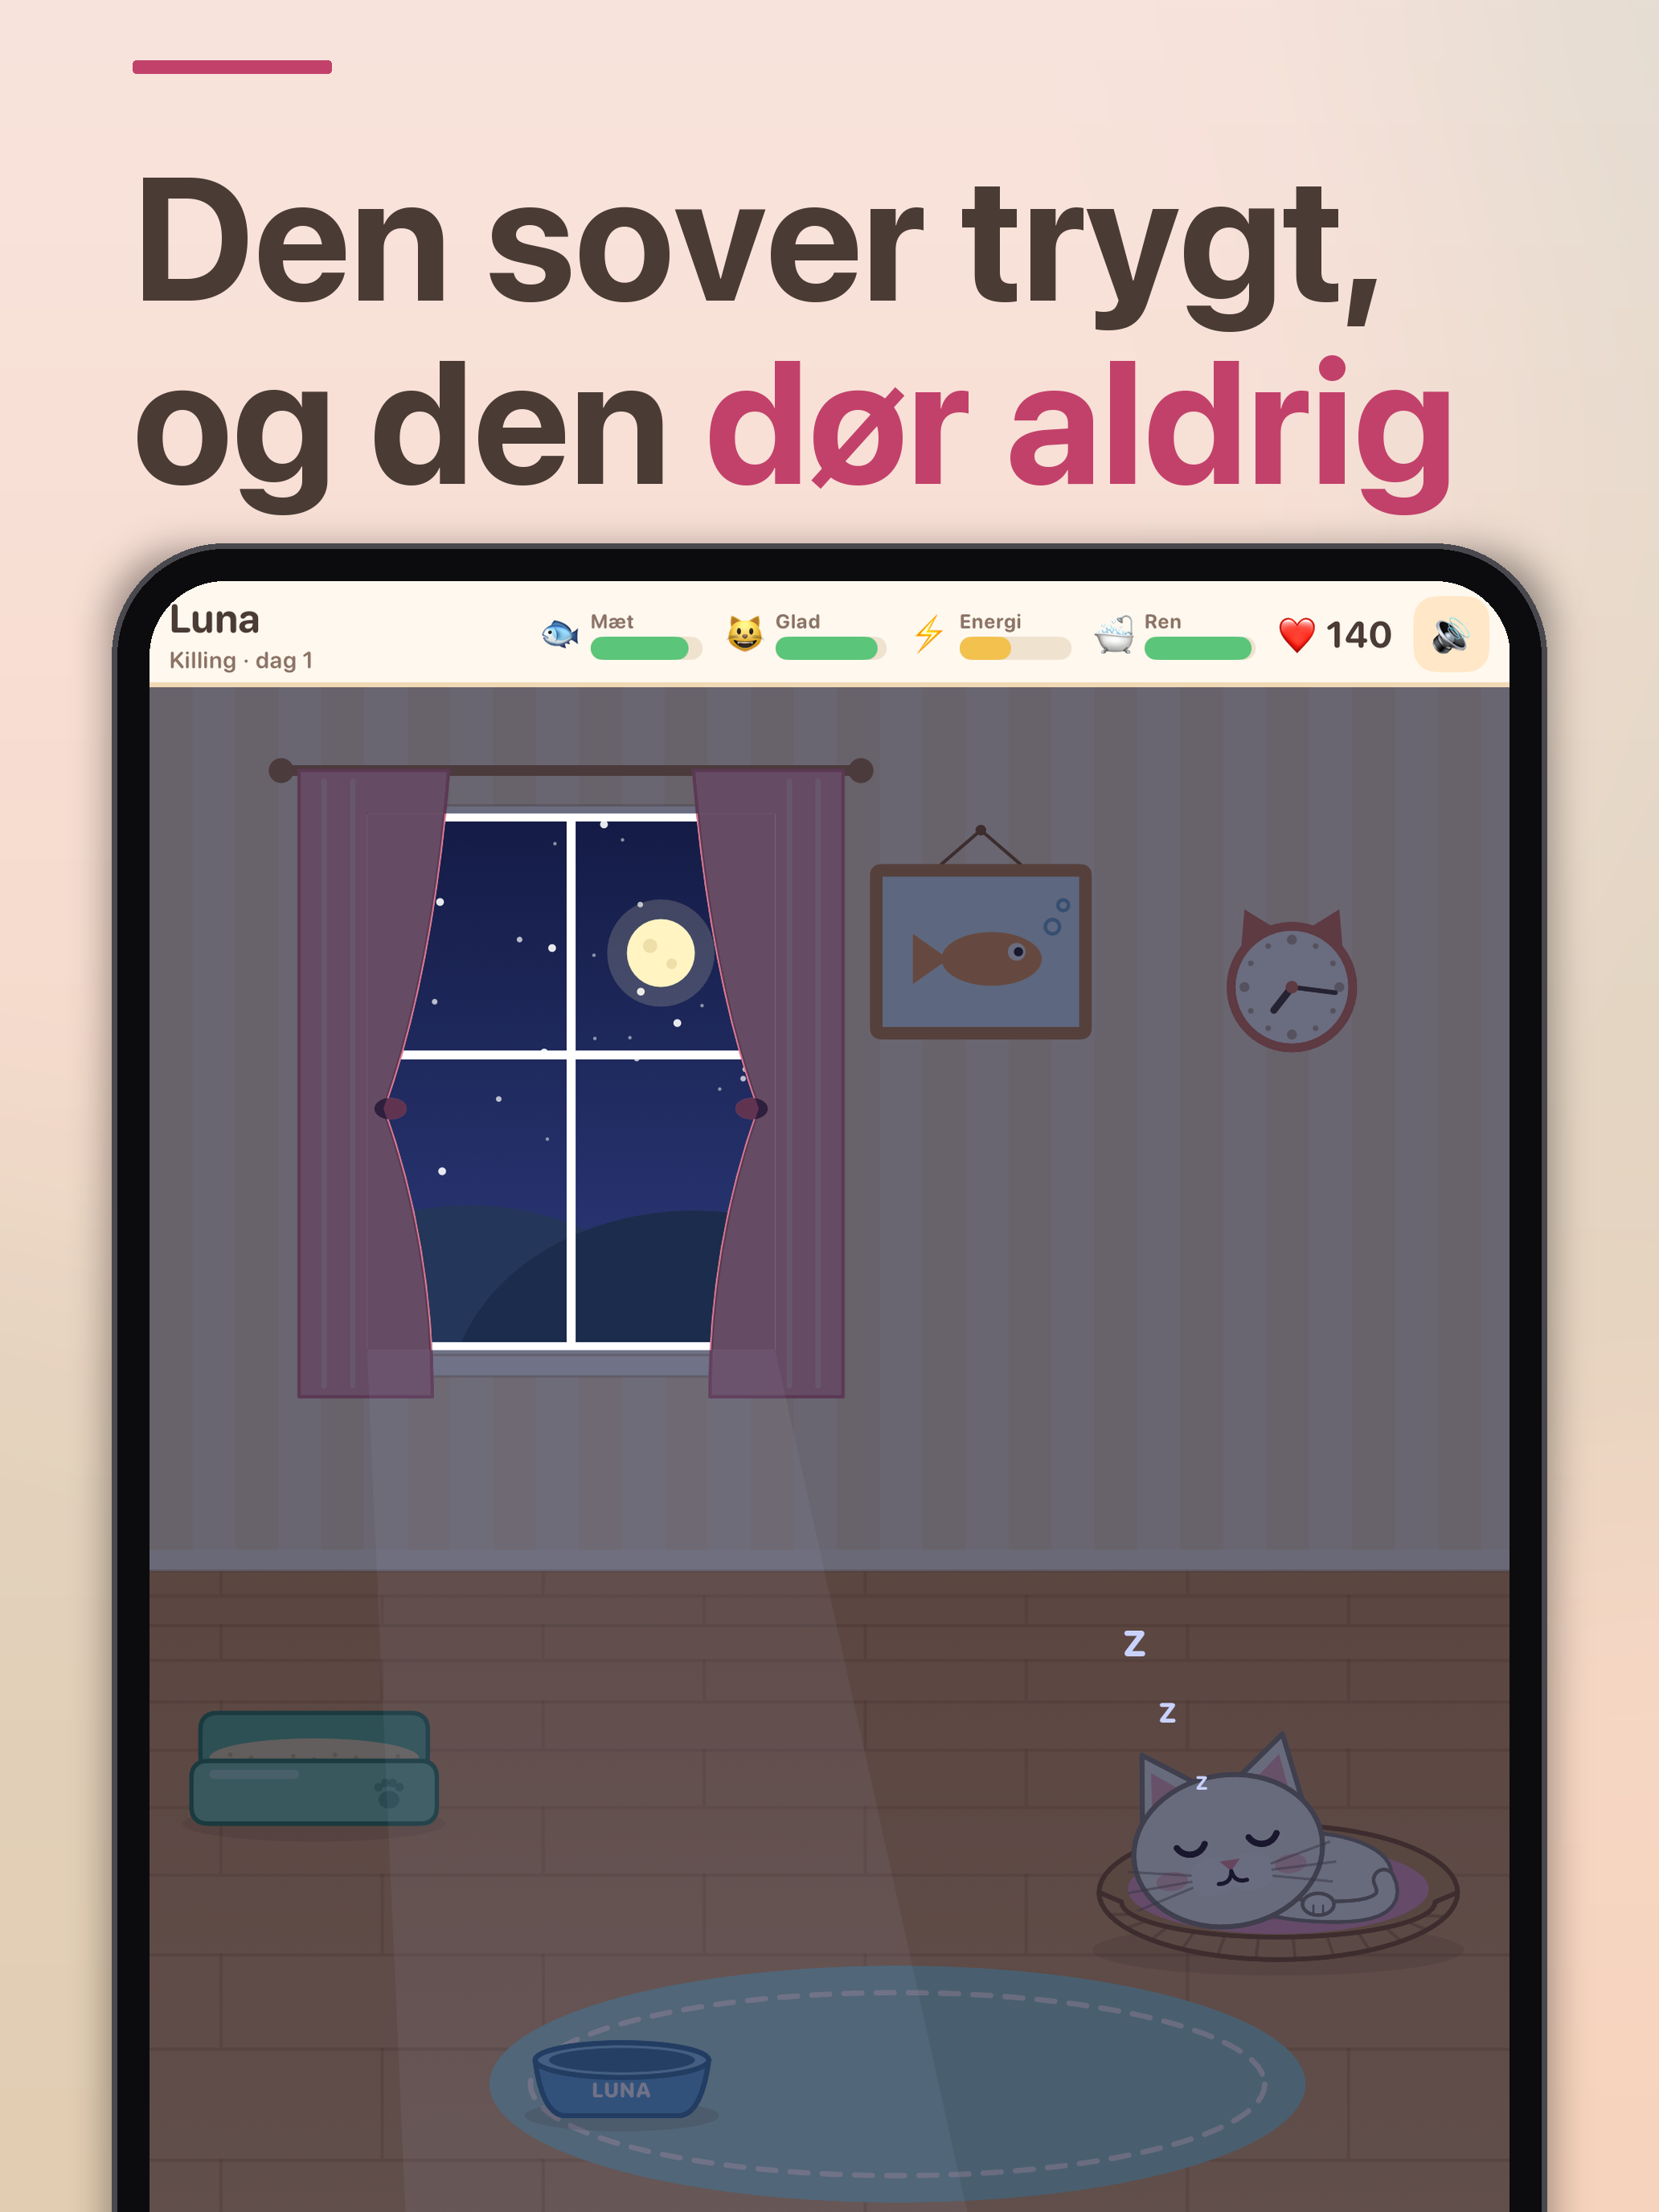 Den sover trygt,
og den dør aldrig
Luna
Killing · dag 1
Mæt
Glad
Energi
Ren
140
z
z
z
LUNA